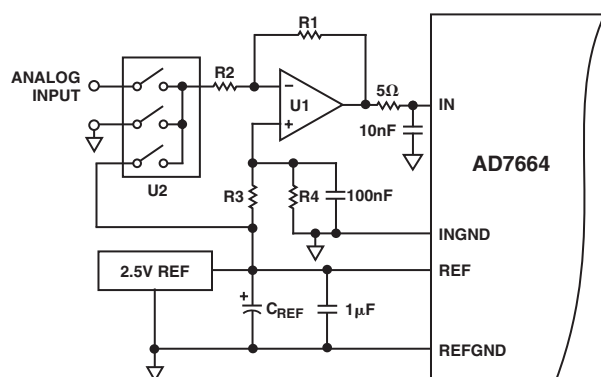 R1
ANALOG
INPUT
R2
U1
5Ω
IN
10nF
AD7664
U2
R3
R4
100nF
INGND
2.5V REF
REF
CREF
1μF
REFGND